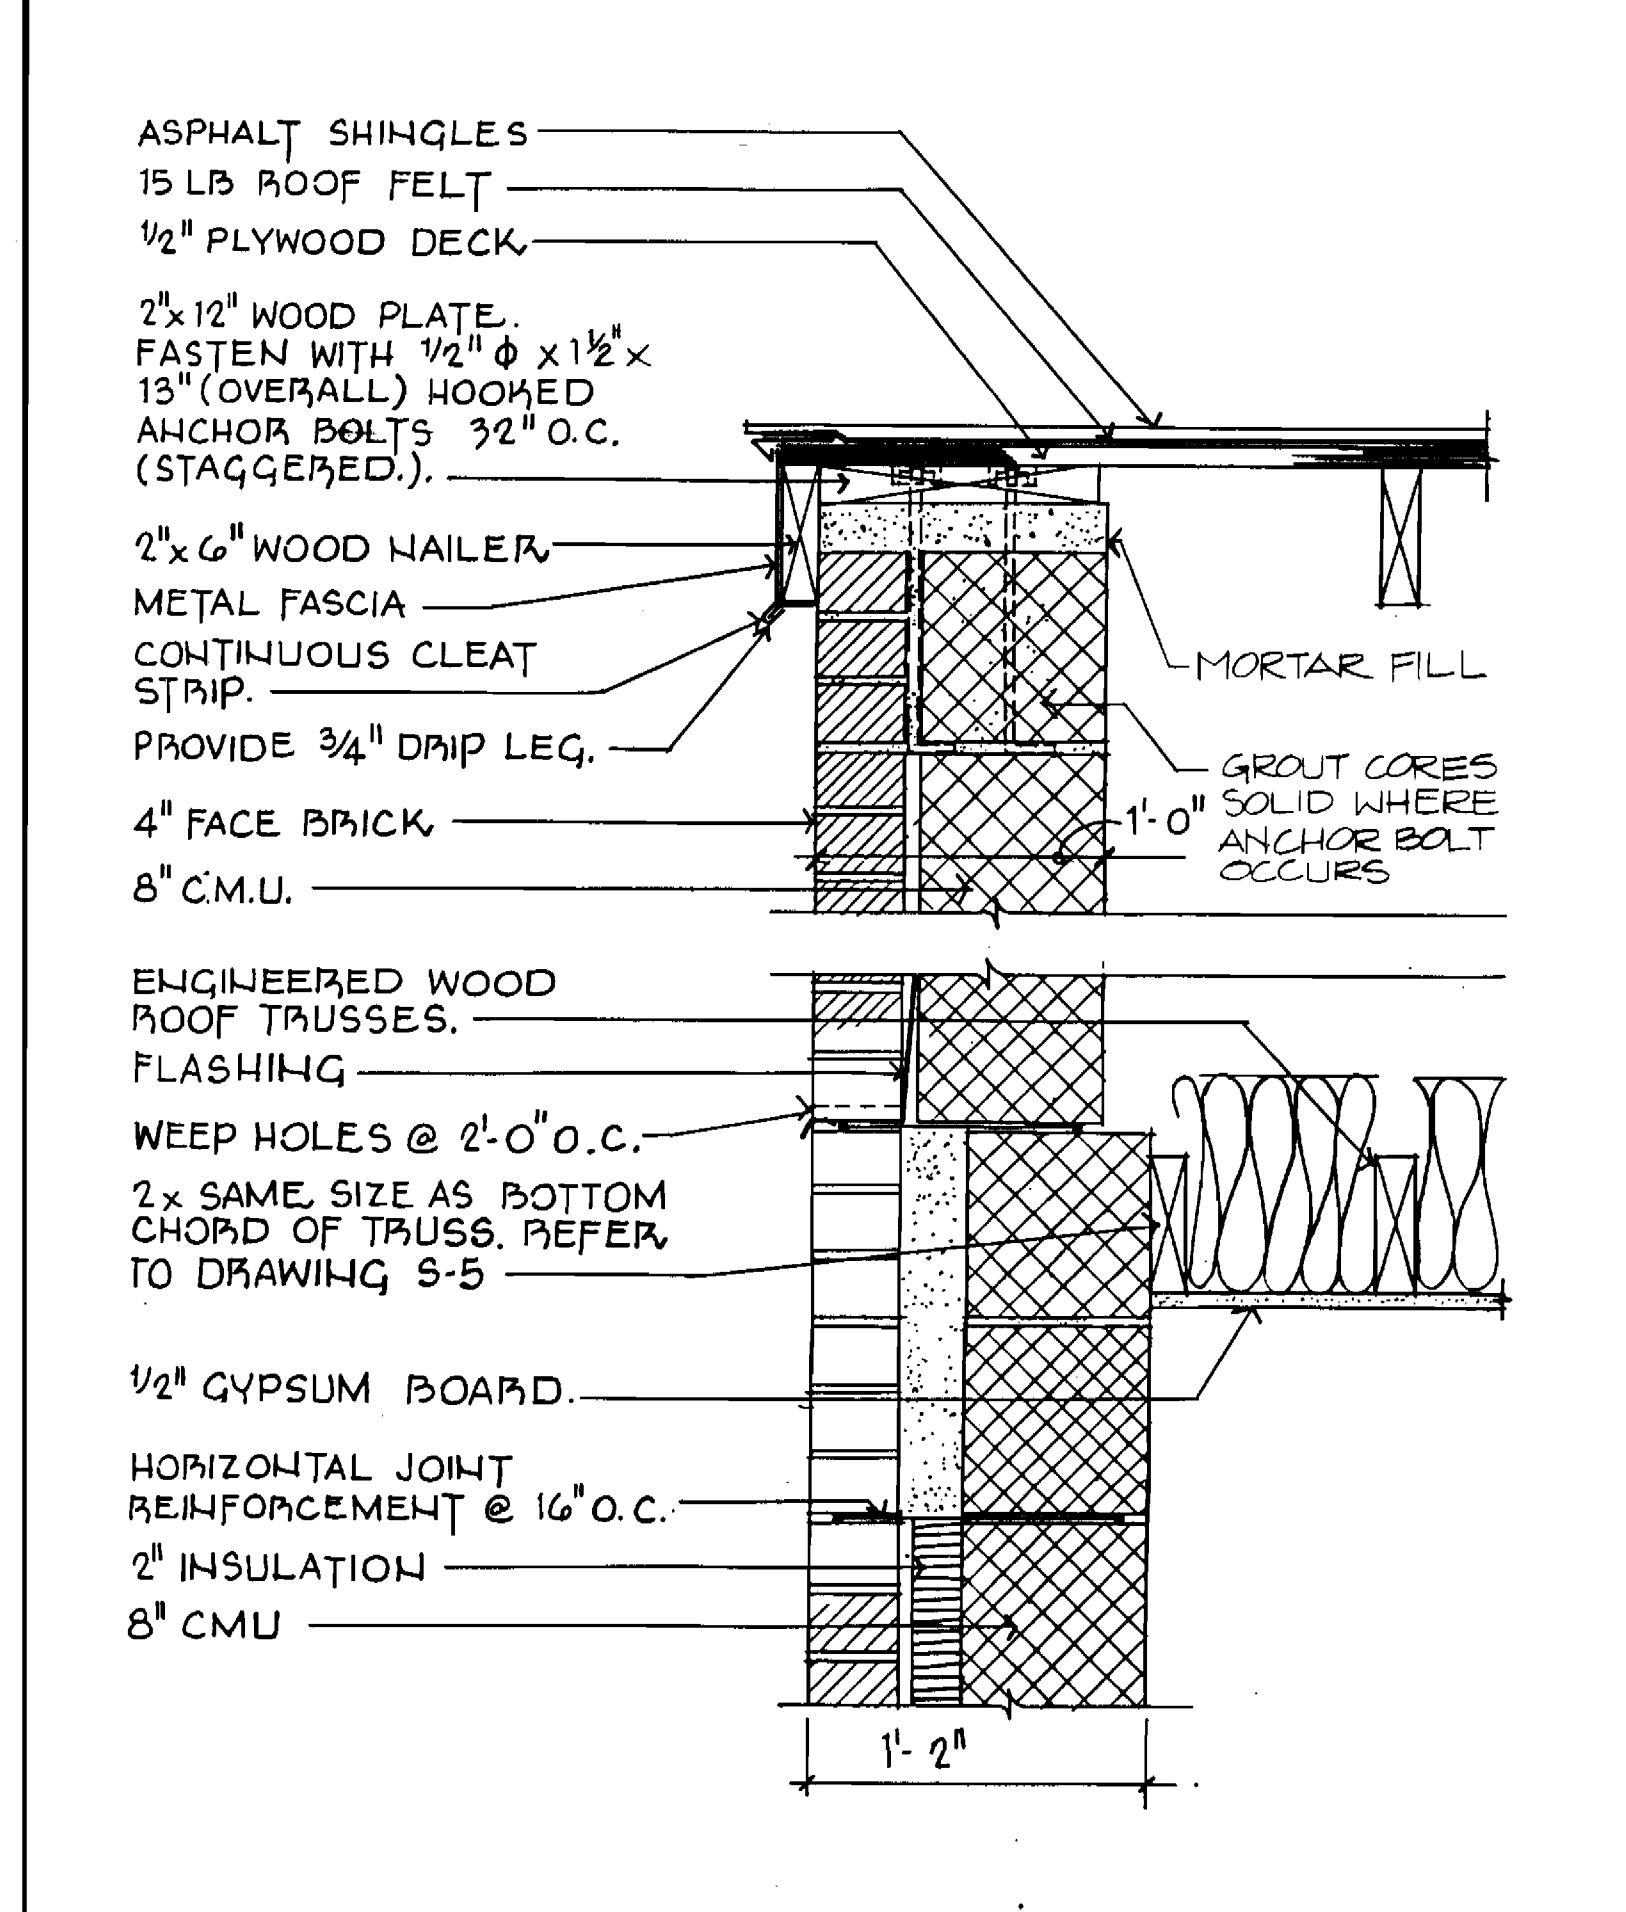 ASPHALT SHINGLES
15 LB ROOF FELT
1/2" PLYWOOD DECK
2"x12" WOOD PLATE.
FASTEN WITH 1/2" ϕ x 1½" x
13" (OVERALL) HOOKED
ANCHOR BOLTS 32" O.C.
(STAGGERED.).
2"x6" WOOD NAILER
METAL FASCIA
CONTINUOUS CLEAT
STRIP.
PROVIDE 3/4" DRIP LEG.
4" FACE BRICK
8" C.M.U.
MORTAR FILL
GROUT CORES
SOLID WHERE
ANCHOR BOLT
OCCURS
1'-0"
ENGINEERED WOOD
ROOF TRUSSES.
FLASHING
WEEP HOLES @ 2'-0" O.C.
2x SAME SIZE AS BOTTOM
CHORD OF TRUSS. REFER
TO DRAWING S-5
1/2" GYPSUM BOARD.
HORIZONTAL JOINT
REINFORCEMENT @ 16" O.C.
2" INSULATION
8" CMU
1'-2"